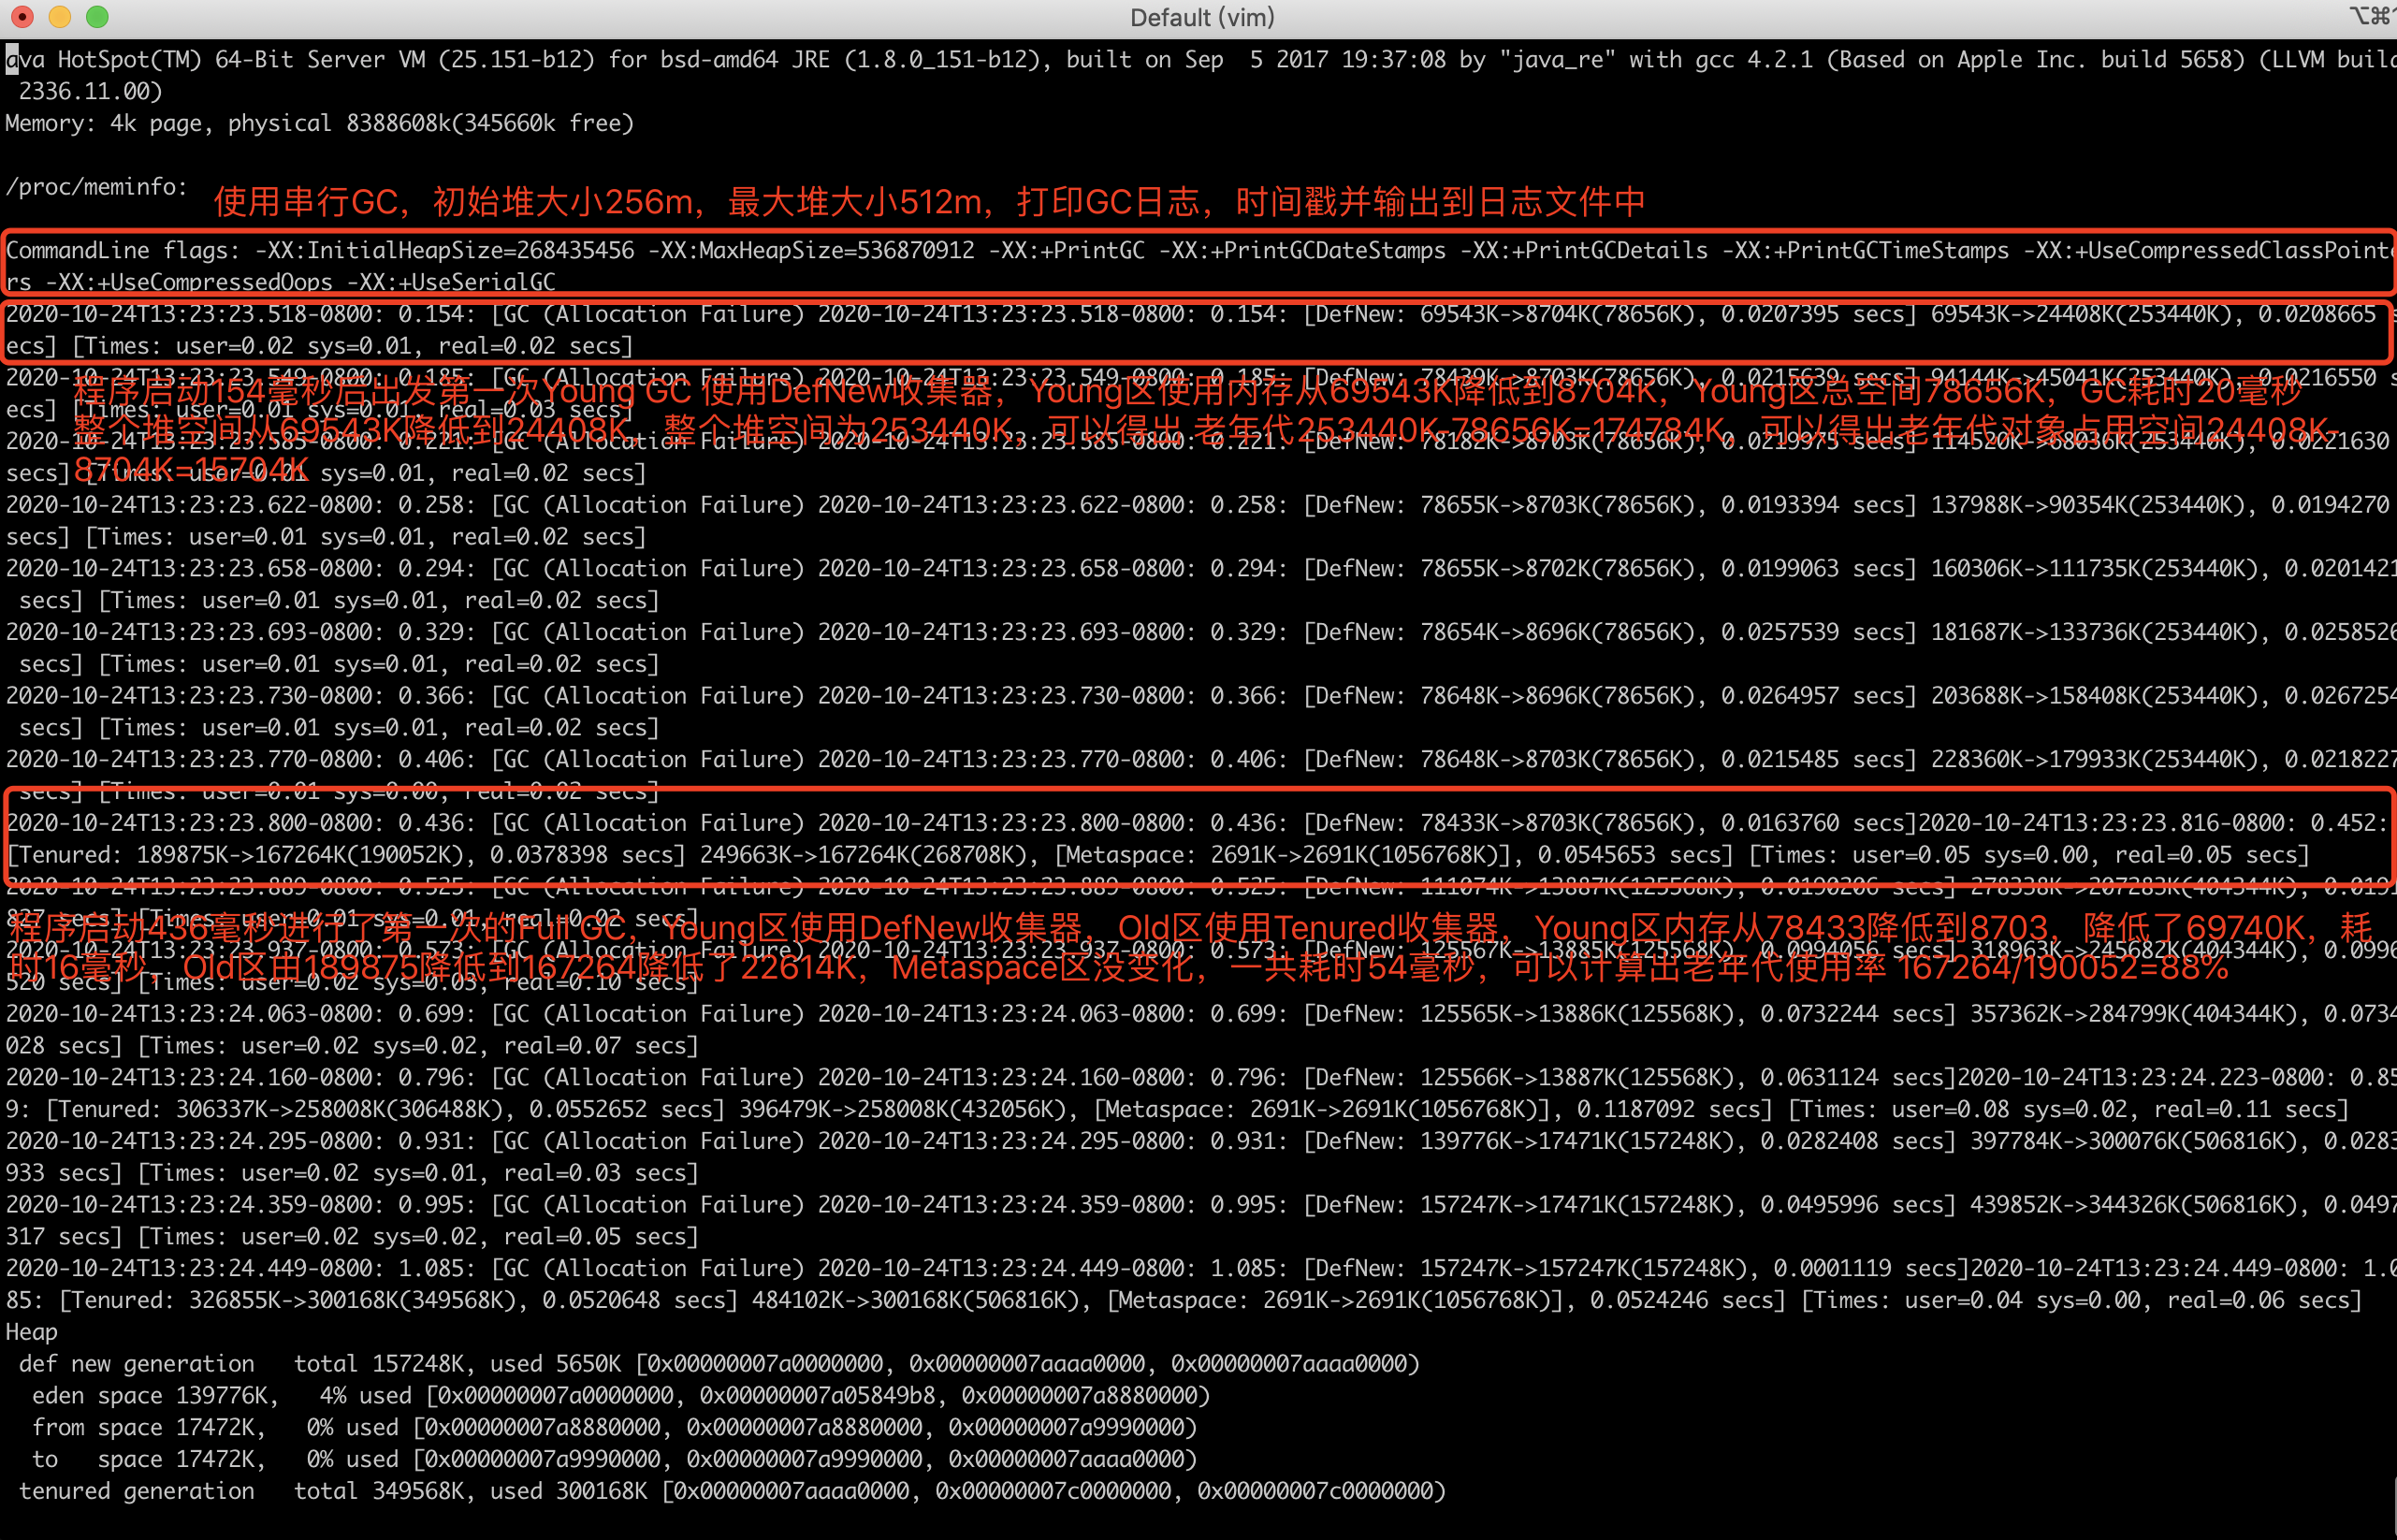 Default (vim)
⌥⌘
ava HotSpot(TM) 64-Bit Server VM (25.151-b12) for bsd-amd64 JRE (1.8.0_151-b12), built on Sep  5 2017 19:37:08 by "java_re" with gcc 4.2.1 (Based on Apple Inc. build 5658) (LLVM build
2336.11.00)
Memory: 4k page, physical 8388608k(345660k free)
/proc/meminfo:
使用串行GC，初始堆大小256m，最大堆大小512m，打印GC日志，时间戳并输出到日志文件中
CommandLine flags: -XX:InitialHeapSize=268435456 -XX:MaxHeapSize=536870912 -XX:+PrintGC -XX:+PrintGCDateStamps -XX:+PrintGCDetails -XX:+PrintGCTimeStamps -XX:+UseCompressedClassPointe
rs -XX:+UseCompressedOops -XX:+UseSerialGC
2020-10-24T13:23:23.518-0800: 0.154: [GC (Allocation Failure) 2020-10-24T13:23:23.518-0800: 0.154: [DefNew: 69543K->8704K(78656K), 0.0207395 secs] 69543K->24408K(253440K), 0.0208665 s
ecs] [Times: user=0.02 sys=0.01, real=0.02 secs]
2020-10-24T13:23:23.549-0800: 0.185: [GC (Allocation Failure) 2020-10-24T13:23:23.549-0800: 0.185: [DefNew: 78439K->8703K(78656K), 0.0215639 secs] 94144K->45041K(253440K), 0.0216550 s
程序启动154毫秒后出发第一次Young GC 使用DefNew收集器，Young区使用内存从69543K降低到8704K，Young区总空间78656K，GC耗时20毫秒
ecs] [Times: user=0.01 sys=0.01, real=0.03 secs]
整个堆空间从69543K降低到24408K，整个堆空间为253440K，可以得出 老年代253440K-78656K=174784K，可以得出老年代对象占用空间24408K-
2020-10-24T13:23:23.585-0800: 0.221: [GC (Allocation Failure) 2020-10-24T13:23:23.585-0800: 0.221: [DefNew: 78182K->8703K(78656K), 0.0219975 secs] 114520K->68036K(253440K), 0.0221630
8704K=15704K
secs] [Times: user=0.01 sys=0.01, real=0.02 secs]
2020-10-24T13:23:23.622-0800: 0.258: [GC (Allocation Failure) 2020-10-24T13:23:23.622-0800: 0.258: [DefNew: 78655K->8703K(78656K), 0.0193394 secs] 137988K->90354K(253440K), 0.0194270
secs] [Times: user=0.01 sys=0.01, real=0.02 secs]
2020-10-24T13:23:23.658-0800: 0.294: [GC (Allocation Failure) 2020-10-24T13:23:23.658-0800: 0.294: [DefNew: 78655K->8702K(78656K), 0.0199063 secs] 160306K->111735K(253440K), 0.0201421
secs] [Times: user=0.01 sys=0.01, real=0.02 secs]
2020-10-24T13:23:23.693-0800: 0.329: [GC (Allocation Failure) 2020-10-24T13:23:23.693-0800: 0.329: [DefNew: 78654K->8696K(78656K), 0.0257539 secs] 181687K->133736K(253440K), 0.0258526
secs] [Times: user=0.01 sys=0.01, real=0.02 secs]
2020-10-24T13:23:23.730-0800: 0.366: [GC (Allocation Failure) 2020-10-24T13:23:23.730-0800: 0.366: [DefNew: 78648K->8696K(78656K), 0.0264957 secs] 203688K->158408K(253440K), 0.0267254
secs] [Times: user=0.01 sys=0.01, real=0.02 secs]
2020-10-24T13:23:23.770-0800: 0.406: [GC (Allocation Failure) 2020-10-24T13:23:23.770-0800: 0.406: [DefNew: 78648K->8703K(78656K), 0.0215485 secs] 228360K->179933K(253440K), 0.0218227
secs] [Times: user=0.01 sys=0.00, real=0.02 secs]
2020-10-24T13:23:23.800-0800: 0.436: [GC (Allocation Failure) 2020-10-24T13:23:23.800-0800: 0.436: [DefNew: 78433K->8703K(78656K), 0.0163760 secs]2020-10-24T13:23:23.816-0800: 0.452:
[Tenured: 189875K->167264K(190052K), 0.0378398 secs] 249663K->167264K(268708K), [Metaspace: 2691K->2691K(1056768K)], 0.0545653 secs] [Times: user=0.05 sys=0.00, real=0.05 secs]
2020-10-24T13:23:23.889-0800: 0.525: [GC (Allocation Failure) 2020-10-24T13:23:23.889-0800: 0.525: [DefNew: 111074K->13887K(125568K), 0.0190206 secs] 278338K->207283K(404344K), 0.0191
827 secs] [Times: user=0.01 sys=0.01, real=0.02 secs]
程序启动436毫秒进行了第一次的Full GC，Young区使用DefNew收集器，Old区使用Tenured收集器，Young区内存从78433降低到8703，降低了69740K，耗
2020-10-24T13:23:23.937-0800: 0.573: [GC (Allocation Failure) 2020-10-24T13:23:23.937-0800: 0.573: [DefNew: 125567K->13885K(125568K), 0.0994056 secs] 318963K->245682K(404344K), 0.0996
时16毫秒，Old区由189875降低到167264降低了22614K，Metaspace区没变化，一共耗时54毫秒，可以计算出老年代使用率 167264/190052=88%
520 secs] [Times: user=0.02 sys=0.03, real=0.10 secs]
2020-10-24T13:23:24.063-0800: 0.699: [GC (Allocation Failure) 2020-10-24T13:23:24.063-0800: 0.699: [DefNew: 125565K->13886K(125568K), 0.0732244 secs] 357362K->284799K(404344K), 0.0734
028 secs] [Times: user=0.02 sys=0.02, real=0.07 secs]
2020-10-24T13:23:24.160-0800: 0.796: [GC (Allocation Failure) 2020-10-24T13:23:24.160-0800: 0.796: [DefNew: 125566K->13887K(125568K), 0.0631124 secs]2020-10-24T13:23:24.223-0800: 0.85
9: [Tenured: 306337K->258008K(306488K), 0.0552652 secs] 396479K->258008K(432056K), [Metaspace: 2691K->2691K(1056768K)], 0.1187092 secs] [Times: user=0.08 sys=0.02, real=0.11 secs]
2020-10-24T13:23:24.295-0800: 0.931: [GC (Allocation Failure) 2020-10-24T13:23:24.295-0800: 0.931: [DefNew: 139776K->17471K(157248K), 0.0282408 secs] 397784K->300076K(506816K), 0.0283
933 secs] [Times: user=0.02 sys=0.01, real=0.03 secs]
2020-10-24T13:23:24.359-0800: 0.995: [GC (Allocation Failure) 2020-10-24T13:23:24.359-0800: 0.995: [DefNew: 157247K->17471K(157248K), 0.0495996 secs] 439852K->344326K(506816K), 0.0497
317 secs] [Times: user=0.02 sys=0.02, real=0.05 secs]
2020-10-24T13:23:24.449-0800: 1.085: [GC (Allocation Failure) 2020-10-24T13:23:24.449-0800: 1.085: [DefNew: 157247K->157247K(157248K), 0.0001119 secs]2020-10-24T13:23:24.449-0800: 1.0
85: [Tenured: 326855K->300168K(349568K), 0.0520648 secs] 484102K->300168K(506816K), [Metaspace: 2691K->2691K(1056768K)], 0.0524246 secs] [Times: user=0.04 sys=0.00, real=0.06 secs]
Heap
def new generation   total 157248K, used 5650K [0x00000007a0000000, 0x00000007aaaa0000, 0x00000007aaaa0000)
eden space 139776K,   4% used [0x00000007a0000000, 0x00000007a05849b8, 0x00000007a8880000)
from space 17472K,   0% used [0x00000007a8880000, 0x00000007a8880000, 0x00000007a9990000)
to   space 17472K,   0% used [0x00000007a9990000, 0x00000007a9990000, 0x00000007aaaa0000)
tenured generation   total 349568K, used 300168K [0x00000007aaaa0000, 0x00000007c0000000, 0x00000007c0000000)